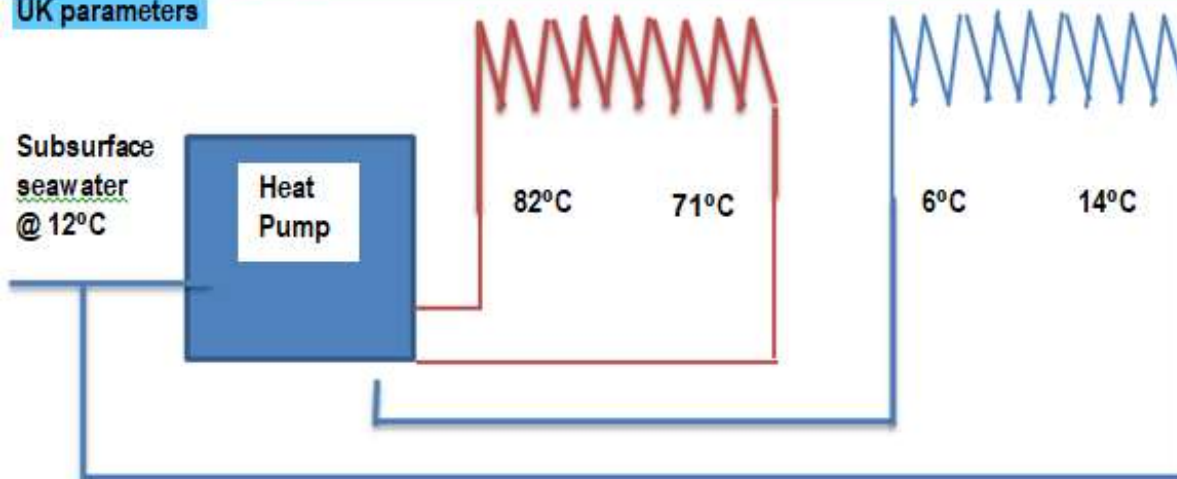 UK parameters
Subsurface
seawater
@ 12ºC
Heat
Pump
82ºC
71ºC
6ºC
14ºC